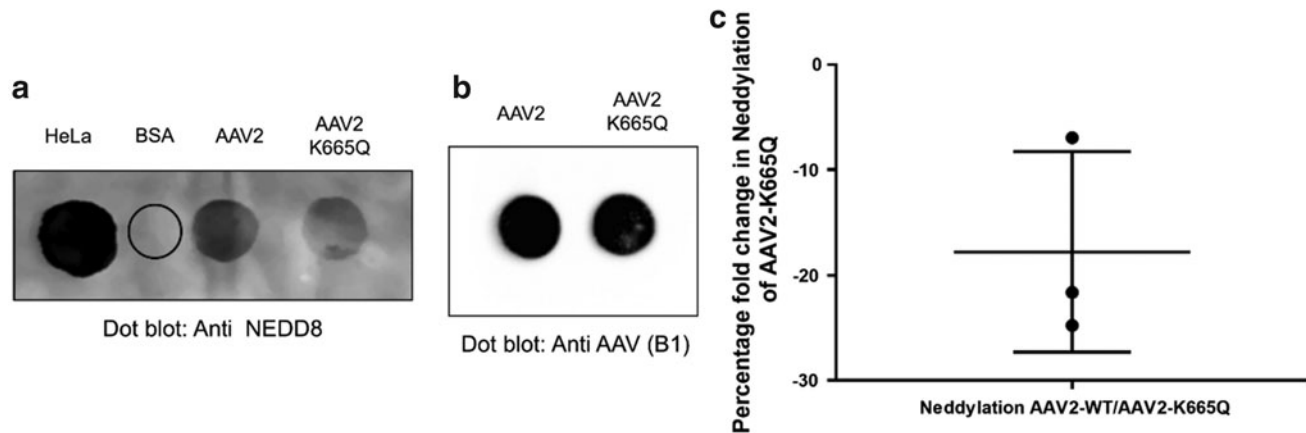 a
HeLa BSA AAV2 AAV2
K665Q
Dot blot: Anti NEDD8
b
AAV2 AAV2
K665Q
Dot blot: Anti AAV (B1)
c
Percentage fold change in Neddylation
of AAV2-K665Q
0
-10
-20
-30
Neddylation AAV2-WT/AAV2-K665Q